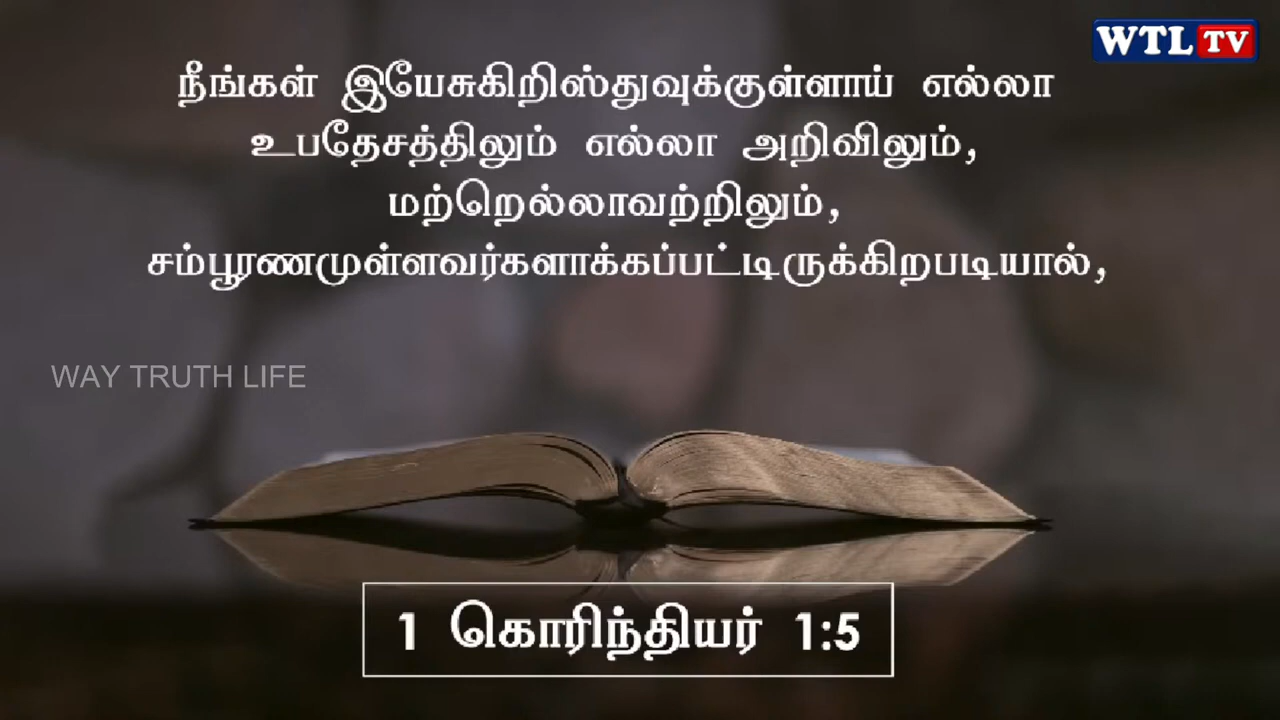 WTL TV
நீங்கள் இயேசுகிறிஸ்துவுக்குள்ளாய் எல்லா
உபதேசத்திலும் எல்லா அறிவிலும்,
மற்றெல்லாவற்றிலும்,
சம்பூரணமுள்ளவர்களாக்கப்பட்டிருக்கிறபடியால்,
WAY TRUTH LIFE
1 கொரிந்தியர் 1:5